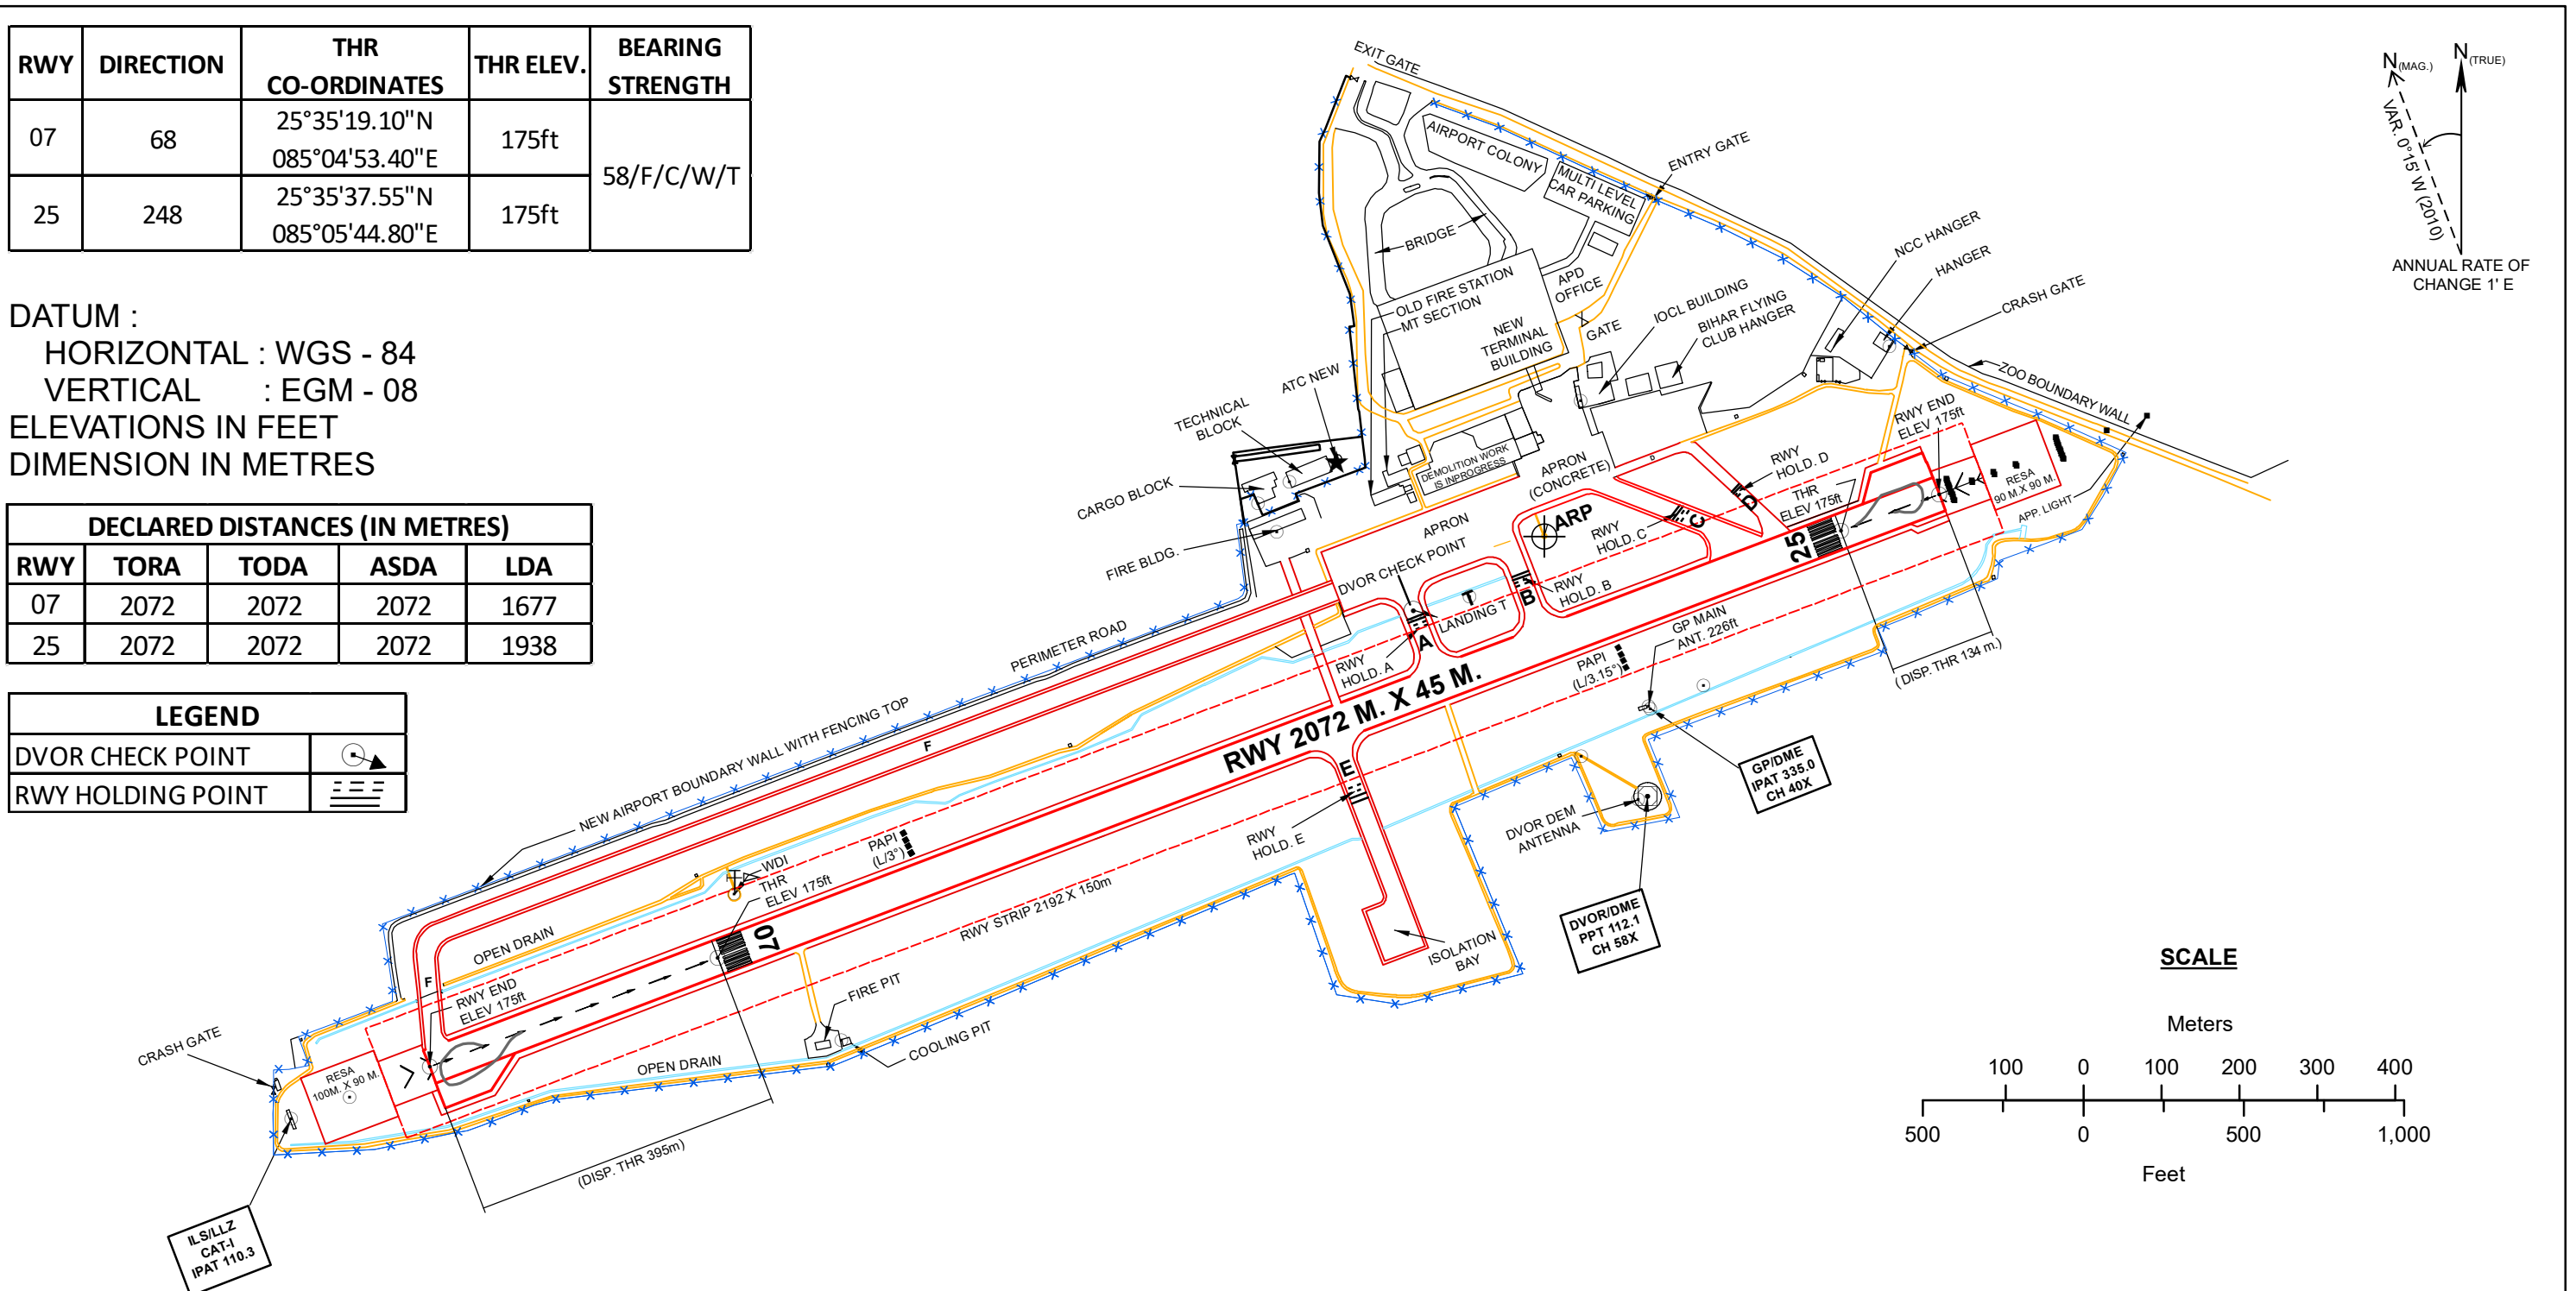 RWY DIRECTION THR CO-ORDINATES THR ELEV. BEARING STRENGTH
07 68 25°35'19.10"N 085°04'53.40"E 175ft 58/F/C/W/T
25 248 25°35'37.55"N 085°05'44.80"E 175ft
DATUM :
HORIZONTAL : WGS - 84
VERTICAL : EGM - 08
ELEVATIONS IN FEET
DIMENSION IN METRES
DECLARED DISTANCES (IN METRES)
RWY TORA TODA ASDA LDA
07 2072 2072 2072 1677
25 2072 2072 2072 1938
LEGEND
DVOR CHECK POINT
RWY HOLDING POINT
N (MAG.)
N (TRUE)
VAR. 0°15' W (2010)
ANNUAL RATE OF
CHANGE 1' E
EXIT GATE
AIRPORT COLONY
MULTI LEVEL
CAR PARKING
ENTRY GATE
BRIDGE
OLD FIRE STATION
MT SECTION
APD
OFFICE
NEW
TERMINAL
BUILDING
GATE
IOCL BUILDING
BIHAR FLYING
CLUB HANGER
NCC HANGER
HANGER
CRASH GATE
ZOO BOUNDARY WALL
ATC NEW
TECHNICAL
BLOCK
CARGO BLOCK
FIRE BLDG.
DEMOLITION WORK
IS INPROGRESS
APRON
(CONCRETE)
APRON
ARP
RWY
HOLD. C
C
RWY
HOLD. D
D
THR
ELEV 175ft
RWY END
ELEV 175ft
RESA
90 M.X 90 M.
APP. LIGHT
25
DVOR CHECK POINT
T
LANDING T
B
RWY
HOLD. B
A
RWY
HOLD. A
PERIMETER ROAD
NEW AIRPORT BOUNDARY WALL WITH FENCING TOP
F
GP MAIN
ANT. 226ft
PAPI
(L/3.15°)
(DISP. THR 134 m.)
RWY 2072 M. X 45 M.
E
RWY
HOLD. E
GP/DME
IPAT 335.0
CH 40X
DVOR DEM
ANTENNA
DVOR/DME
PPT 112.1
CH 58X
ISOLATION
BAY
PAPI
(L/3°)
WDI
THR
ELEV 175ft
07
RWY STRIP 2192 X 150m
OPEN DRAIN
F
RWY END
ELEV 175ft
FIRE PIT
COOLING PIT
OPEN DRAIN
CRASH GATE
RESA
100M. X 90 M.
(DISP. THR 395m)
ILS/LLZ
CAT-I
IPAT 110.3
SCALE
Meters
100 0 100 200 300 400
500 0 500 1,000
Feet